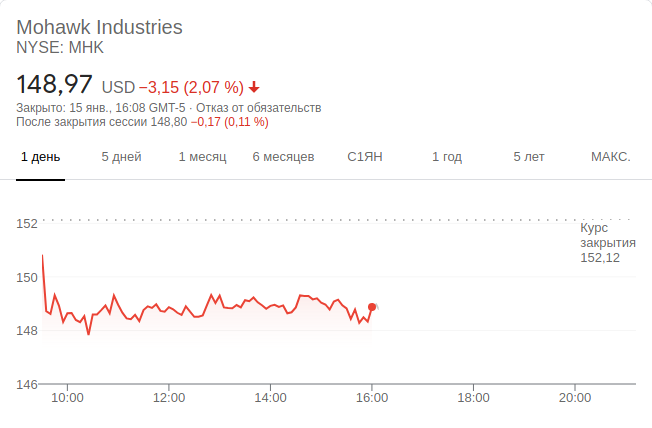 Mohawk Industries
NYSE: MHK
148,97 USD −3,15 (2,07 %)
Закрыто: 15 янв., 16:08 GMT-5 · Отказ от обязательств
После закрытия сессии 148,80 −0,17 (0,11 %)
1 день 5 дней 1 месяц 6 месяцев С1ЯН 1 год 5 лет МАКС.
152
Курс
закрытия
152,12
150
148
146
10:00 12:00 14:00 16:00 18:00 20:00